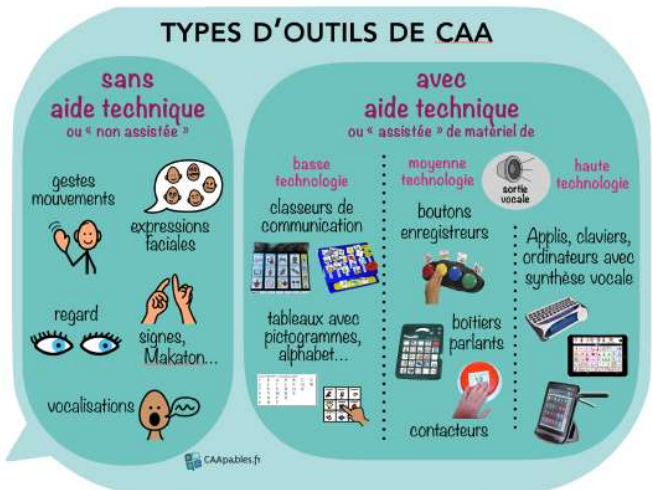 TYPES D'OUTILS DE CAA
sans
aide technique
ou « non assistée »
gestes
mouvements
expressions
faciales
regard
signes,
Makaton...
vocalisations
avec
aide technique
ou « assistée » de matériel de
basse
technologie
classeurs de
communication
tableaux avec
pictogrammes,
alphabet...
moyenne
technologie
sortie
vocale
boutons
enregistreurs
boîtiers
parlants
contacteurs
haute
technologie
Applis, claviers,
ordinateurs avec
synthèse vocale
CAApables.fr